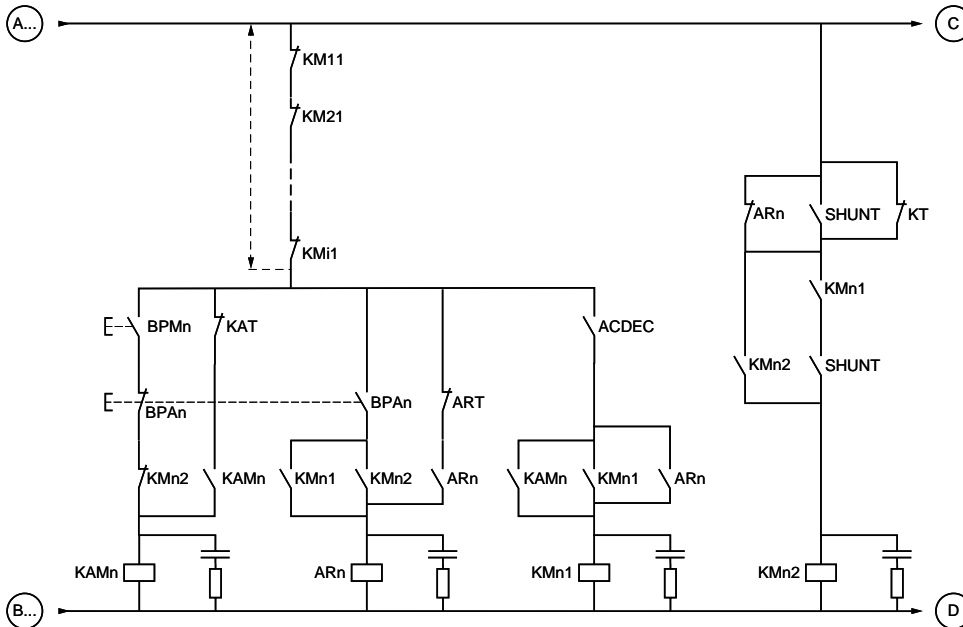 A...
C
KM11
KM21
ARn
SHUNT
KT
KMi1
KMn1
BPMn
KAT
ACDEC
KMn2
SHUNT
BPAn
BPAn
ART
KMn2
KAMn
KMn1
KMn2
ARn
KAMn
KMn1
ARn
KAMn
ARn
KMn1
KMn2
B...
D